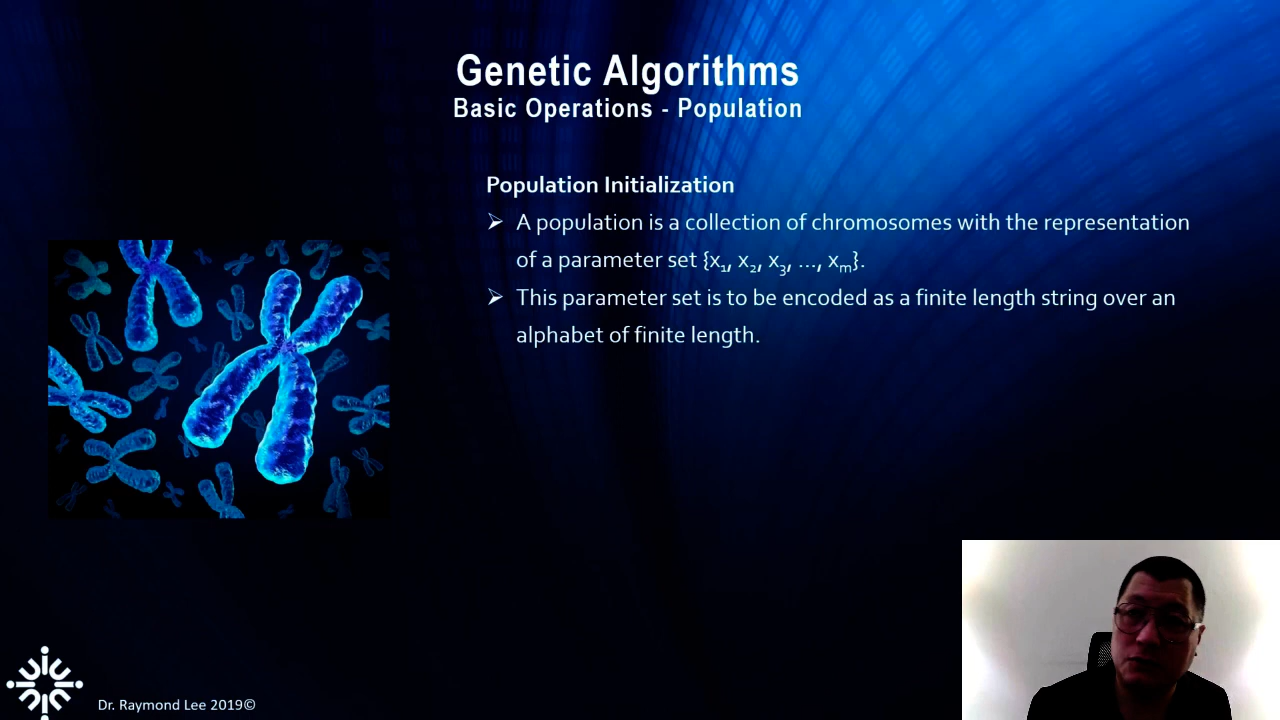 Genetic Algorithms
Basic Operations - Population
Population Initialization
➢ A population is a collection of chromosomes with the representation
of a parameter set {x₁, x₂, x₃, ..., xₘ}.
➢ This parameter set is to be encoded as a finite length string over an
alphabet of finite length.
Dr. Raymond Lee 2019©